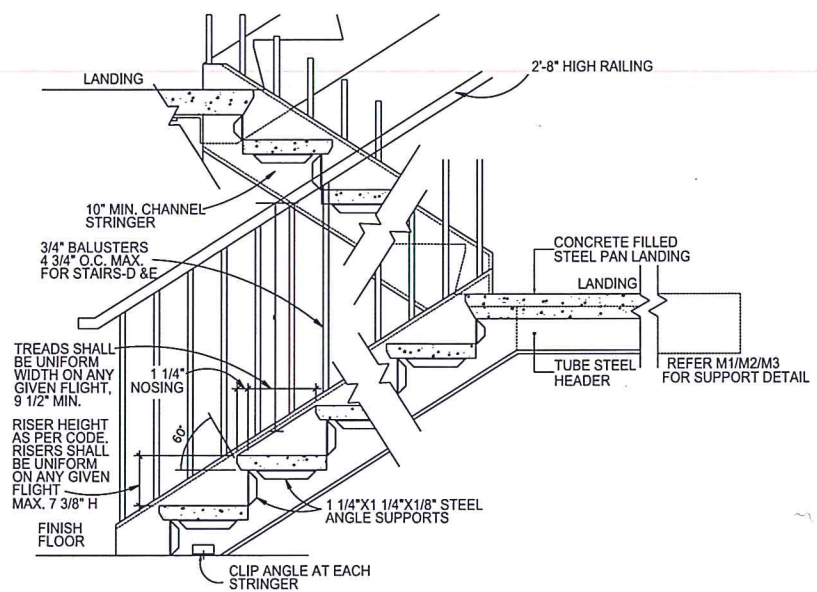 LANDING
2'-8" HIGH RAILING
10" MIN. CHANNEL
STRINGER
3/4" BALUSTERS
4 3/4" O.C. MAX.
FOR STAIRS-D &E
CONCRETE FILLED
STEEL PAN LANDING
LANDING
TREADS SHALL
BE UNIFORM
WIDTH ON ANY
GIVEN FLIGHT,
9 1/2" MIN.
1 1/4"
NOSING
TUBE STEEL
HEADER
REFER M1/M2/M3
FOR SUPPORT DETAIL
RISER HEIGHT
AS PER CODE.
RISERS SHALL
BE UNIFORM
ON ANY GIVEN
FLIGHT
MAX. 7 3/8" H
60°
1 1/4"X1 1/4"X1/8" STEEL
ANGLE SUPPORTS
FINISH
FLOOR
CLIP ANGLE AT EACH
STRINGER